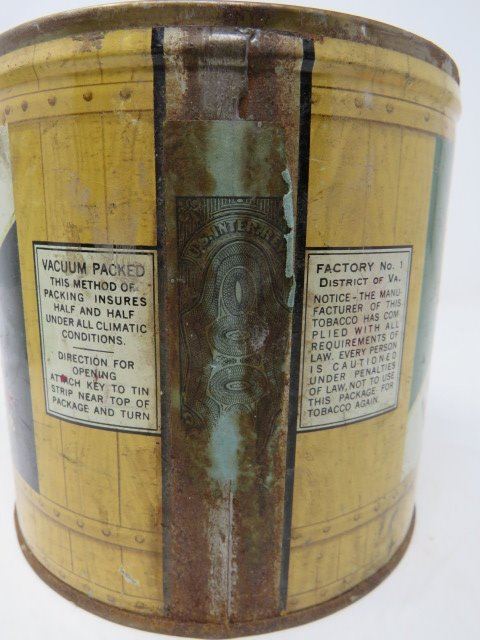 VACUUM PACKED
THIS METHOD OF
PACKING INSURES
HALF AND HALF
UNDER ALL CLIMATIC
CONDITIONS.
DIRECTION FOR
OPENING
ATTACH KEY TO TIN
STRIP NEAR TOP OF
PACKAGE AND TURN
U.S. INTER. RE
FACTORY No. 1
DISTRICT OF VA.
NOTICE - THE MANU-
FACTURER OF THIS
TOBACCO HAS COM-
PLIED WITH ALL
REQUIREMENTS OF
LAW. EVERY PERSON
IS CAUTIONED
UNDER PENALTIES
OF LAW, NOT TO USE
THIS PACKAGE FOR
TOBACCO AGAIN.